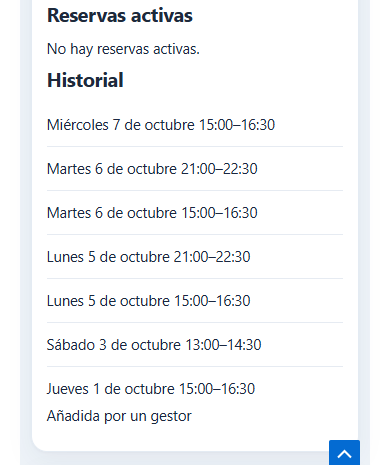 Reservas activas
No hay reservas activas.
Historial
Miércoles 7 de octubre 15:00–16:30
Martes 6 de octubre 21:00–22:30
Martes 6 de octubre 15:00–16:30
Lunes 5 de octubre 21:00–22:30
Lunes 5 de octubre 15:00–16:30
Sábado 3 de octubre 13:00–14:30
Jueves 1 de octubre 15:00–16:30
Añadida por un gestor